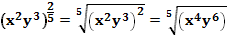 (x²y³)^(2/5) = ⁵√((x²y³)²) = ⁵√((x⁴y⁶))